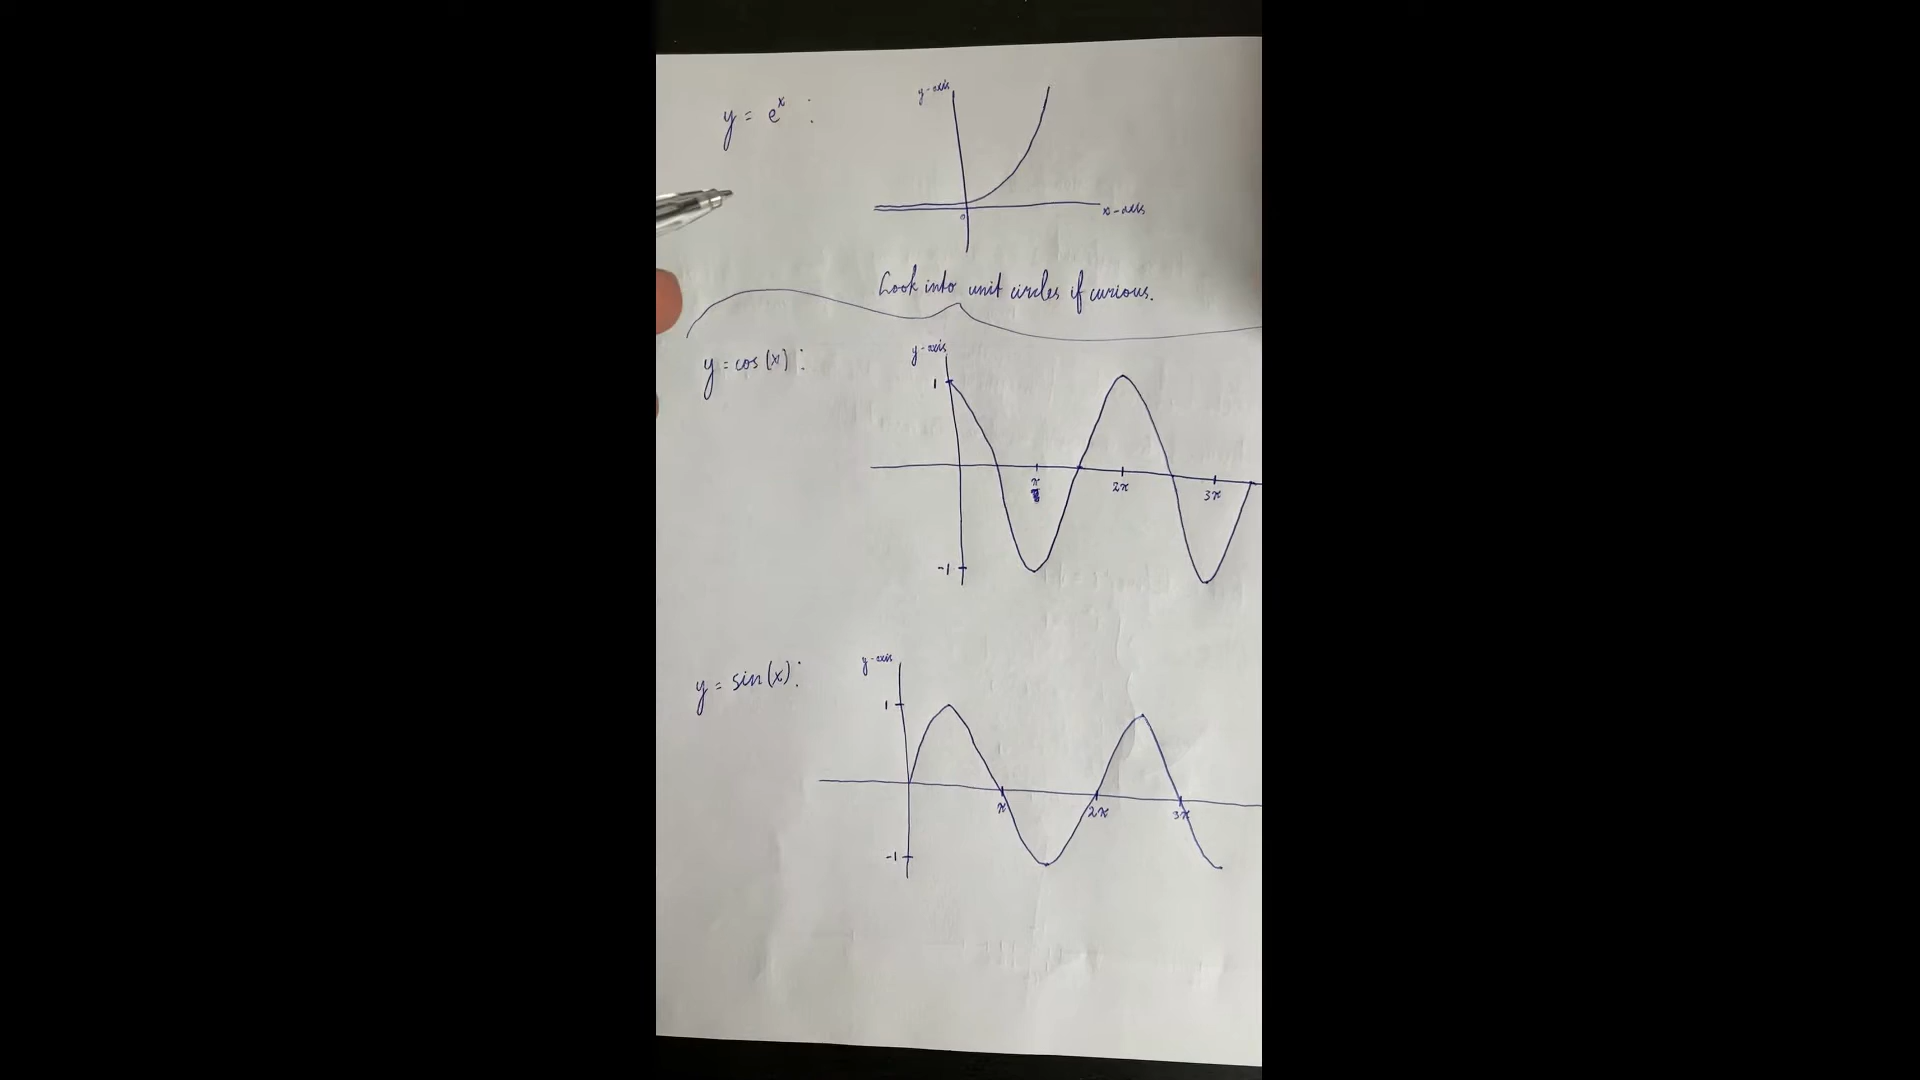 y = e^x :
y-axis
0
x-axis
Look into unit circles if curious.
y = cos(x) :
y-axis
1
π
2π
3π
-1
y = sin(x) :
y-axis
1
π
2π
3π
-1